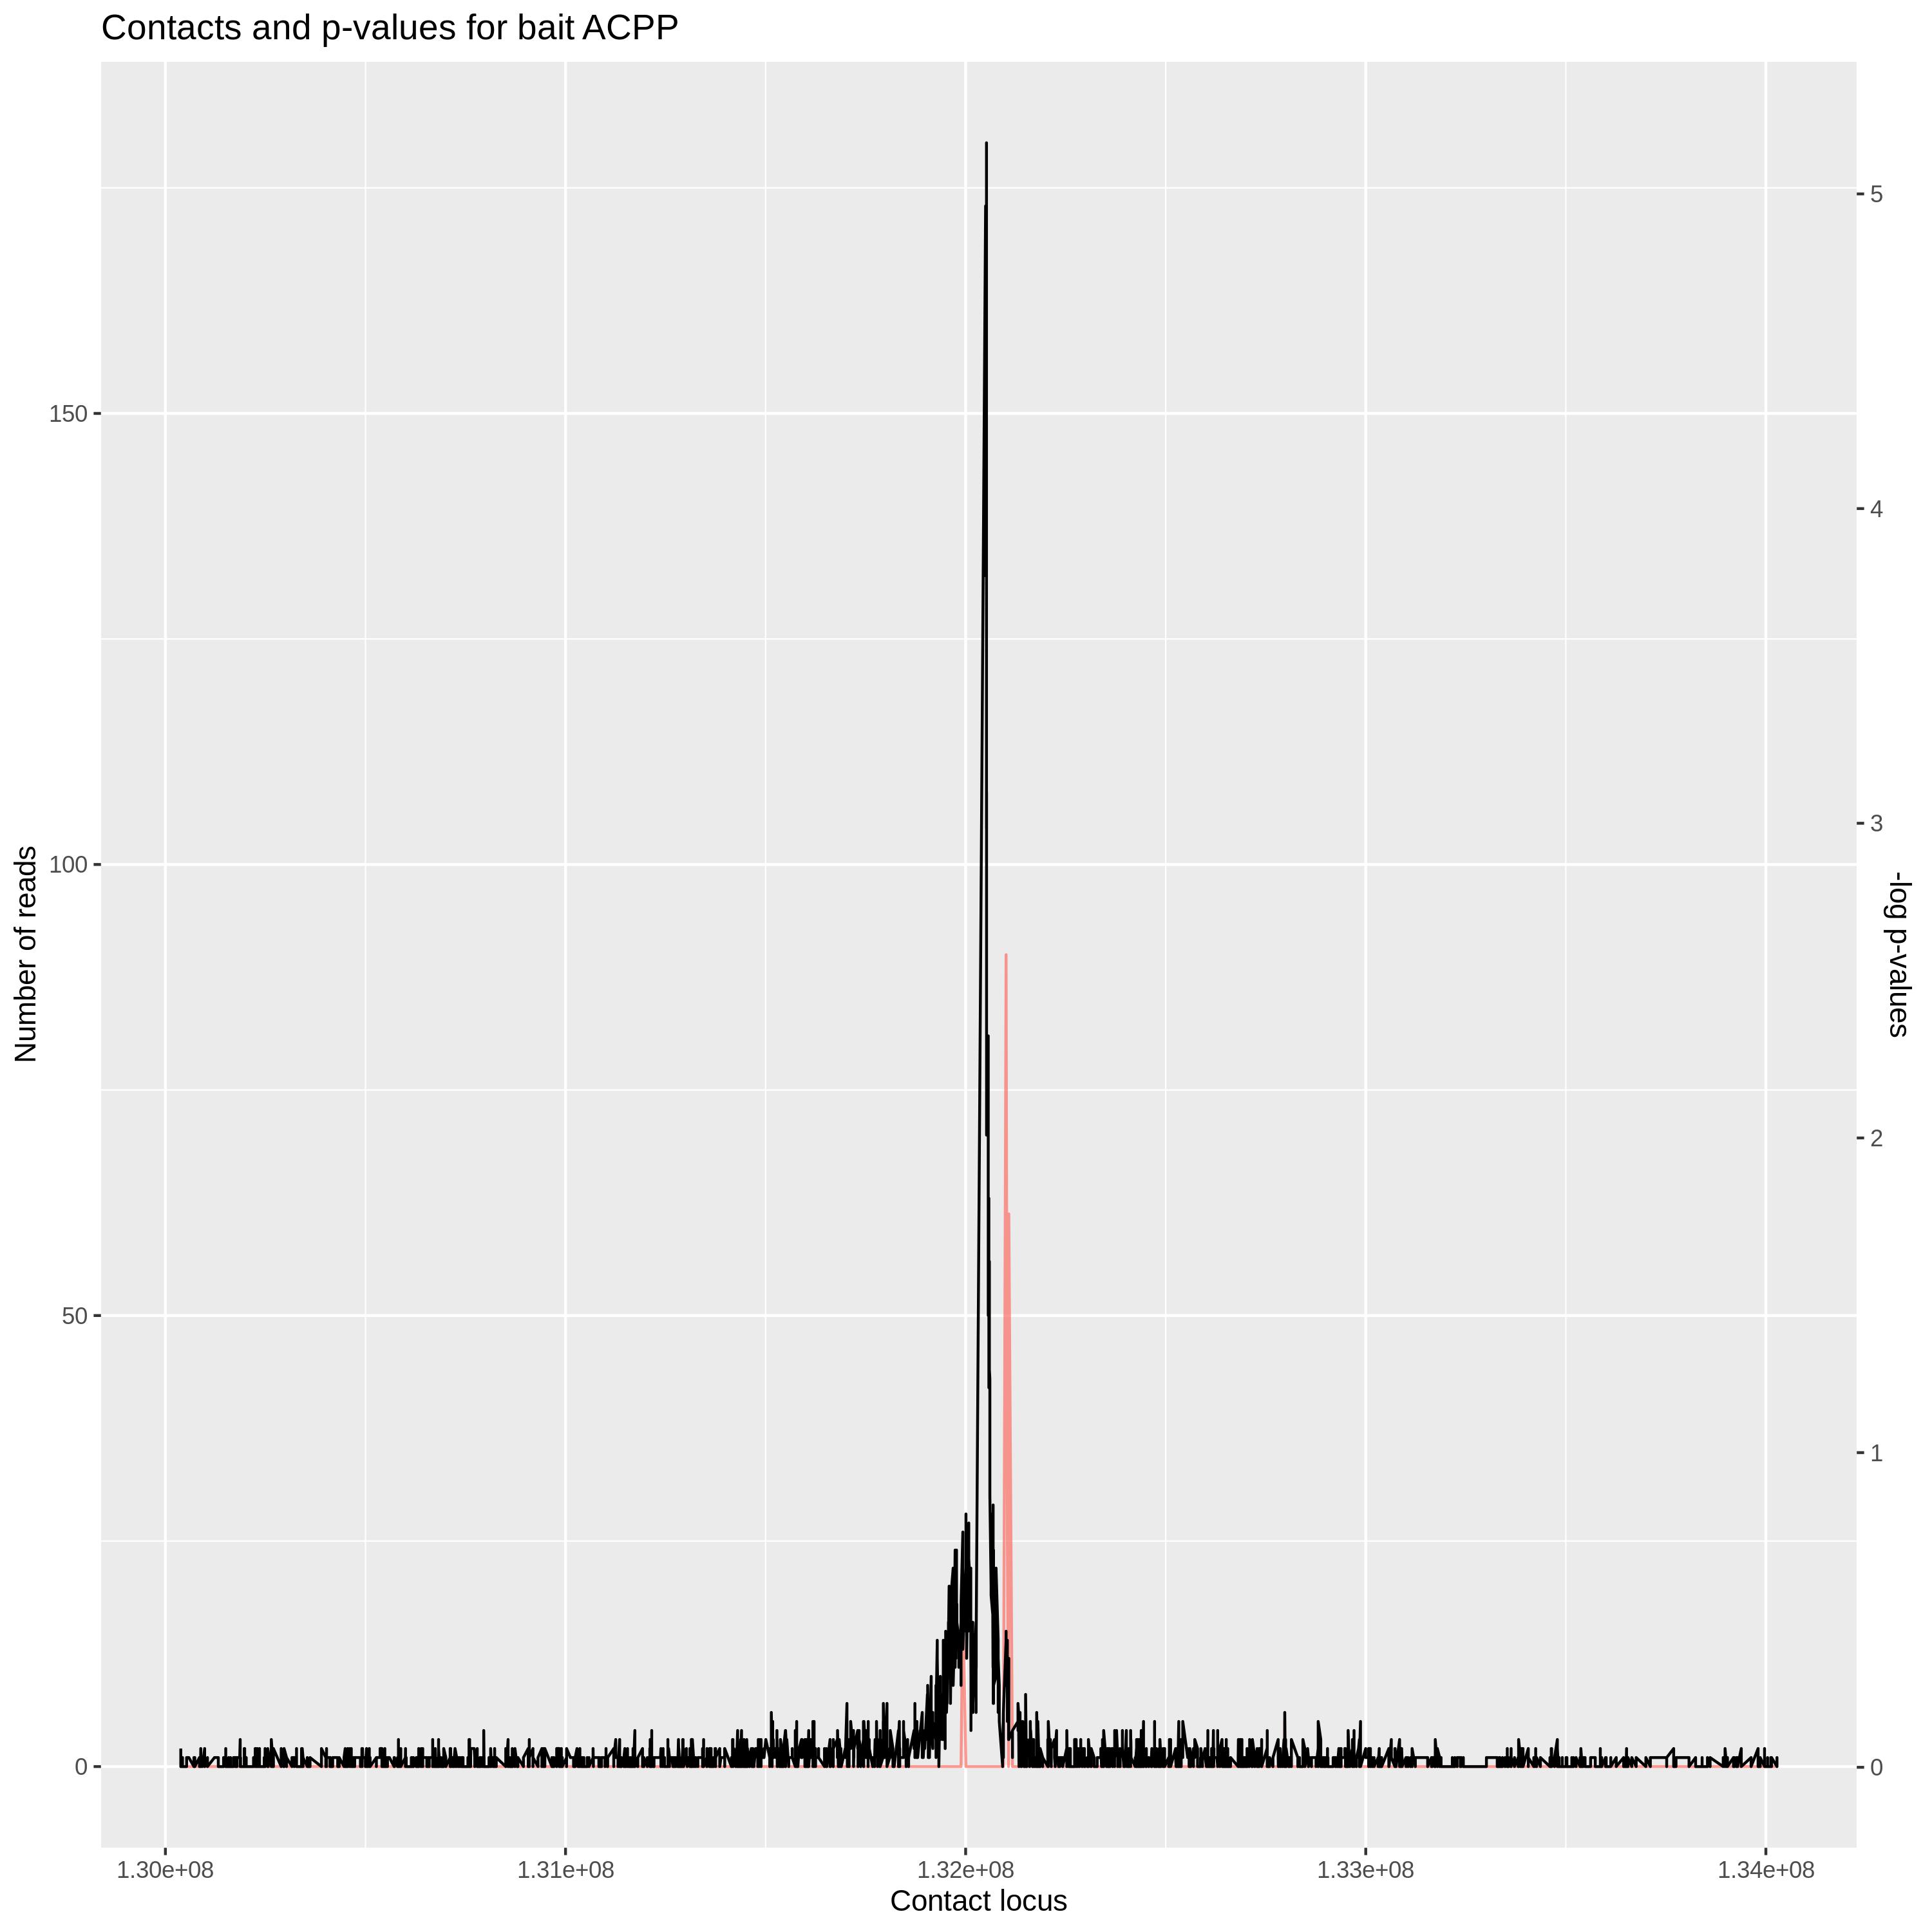 Contacts and p-values for bait ACPP
Number of reads
150
100
50
0
5
4
3
2
1
0
-log p-values
1.30e+08
1.31e+08
1.32e+08
1.33e+08
1.34e+08
Contact locus